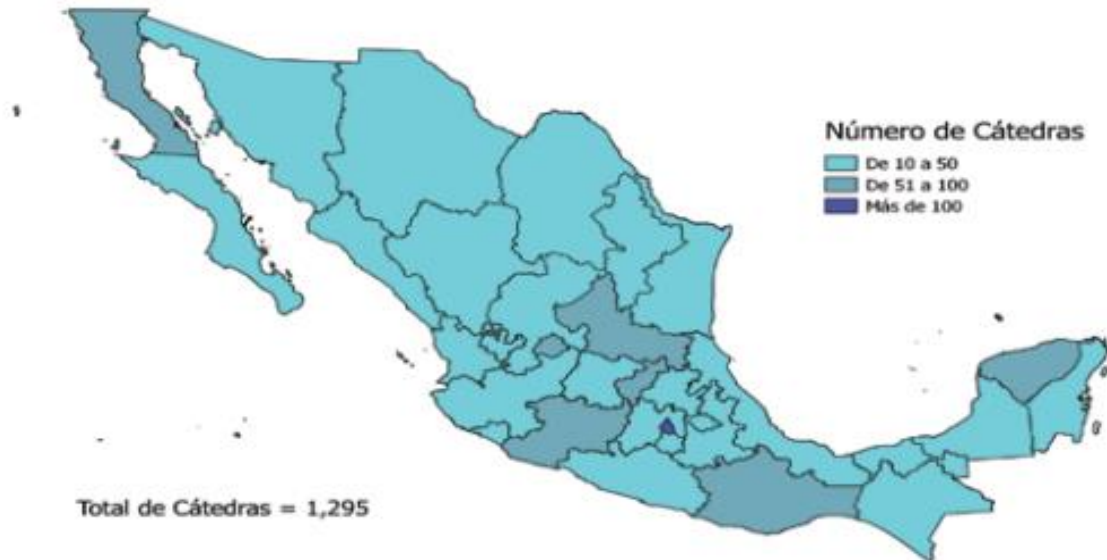 Número de Cátedras
De 10 a 50
De 51 a 100
Más de 100
Total de Cátedras = 1,295